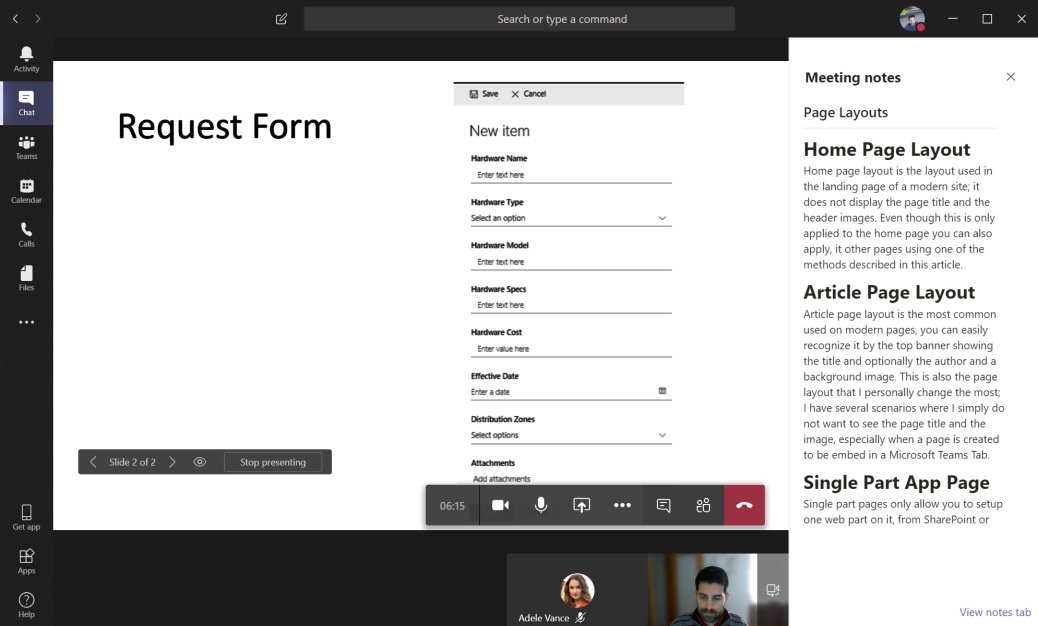 Search or type a command
Activity
Chat
Teams
Calendar
Calls
Files
Get app
Apps
Help
Request Form
Save Cancel
New item
Hardware Name
Enter text here
Hardware Type
Select an option
Hardware Model
Enter text here
Hardware Specs
Enter text here
Hardware Cost
Enter value here
Effective Date
Enter a date
Distribution Zones
Select options
Attachments
Add attachments
Slide 2 of 2 Stop presenting
06:15
Adele Vance
Meeting notes
Page Layouts
Home Page Layout
Home page layout is the layout used in
the landing page of a modern site; it
does not display the page title and the
header images. Even though this is only
applied to the home page you can also
apply, it other pages using one of the
methods described in this article.
Article Page Layout
Article page layout is the most common
used on modern pages, you can easily
recognize it by the top banner showing
the title and optionally the author and a
background image. This is also the page
layout that I personally change the most;
I have several scenarios where I simply do
not want to see the page title and the
image, especially when a page is created
to be embed in a Microsoft Teams Tab.
Single Part App Page
Single part pages only allow you to setup
one web part on it, from SharePoint or
View notes tab